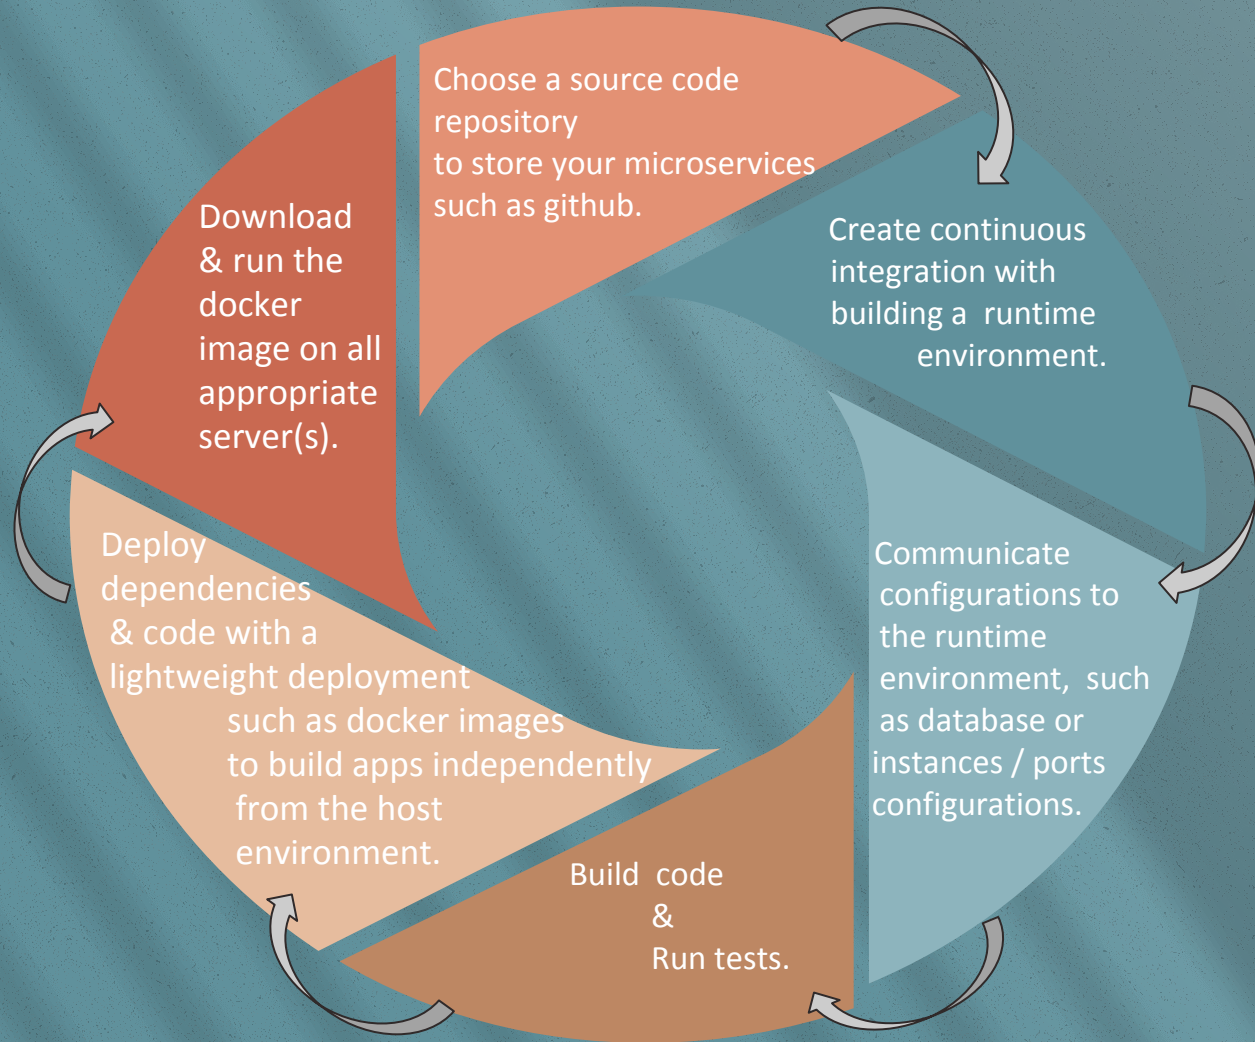 Choose a source code
repository
to store your microservices
such as github.
Create continuous
integration with
building a runtime
environment.
Communicate
configurations to
the runtime
environment, such
as database or
instances / ports
configurations.
Build code
&
Run tests.
Deploy
dependencies
& code with a
lightweight deployment
such as docker images
to build apps independently
from the host
environment.
Download
& run the
docker
image on all
appropriate
server(s).